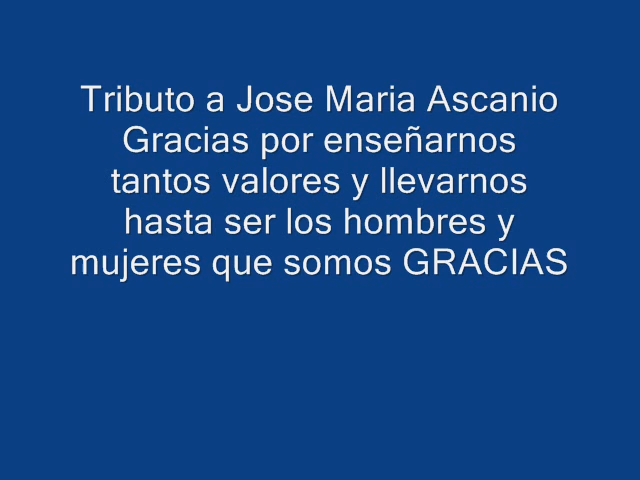 Tributo a Jose Maria Ascanio
Gracias por enseñarnos
tantos valores y llevarnos
hasta ser los hombres y
mujeres que somos GRACIAS